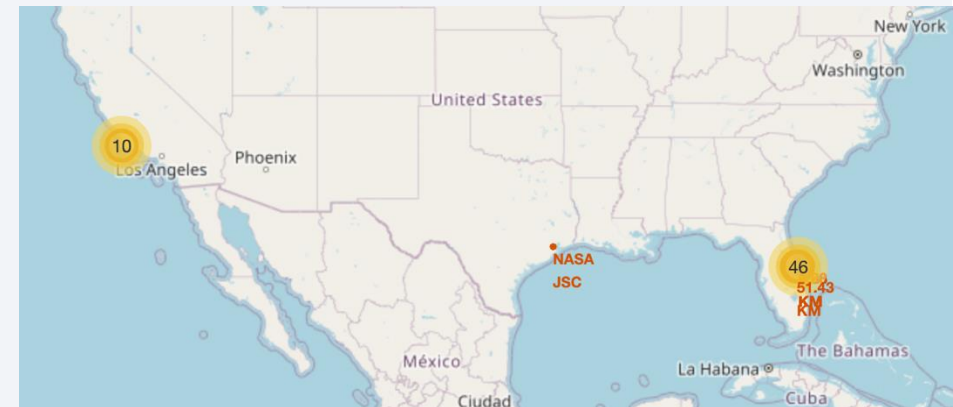 New York
Washington
United States
10
Los Angeles
Phoenix
NASA
JSC
46
51.43
KM
KM
The Bahamas
México
La Habana
Ciudad
Cuba